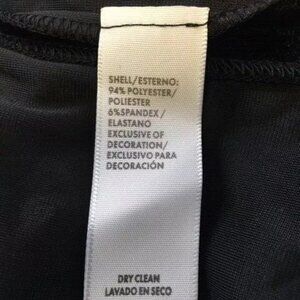 SHELL/ESTERNO:
94% POLYESTER/
POLIESTER
6%SPANDEX/
ELASTANO
EXCLUSIVE OF
DECORATION/
EXCLUSIVO PARA
DECORACIÓN
DRY CLEAN
LAVADO EN SECO